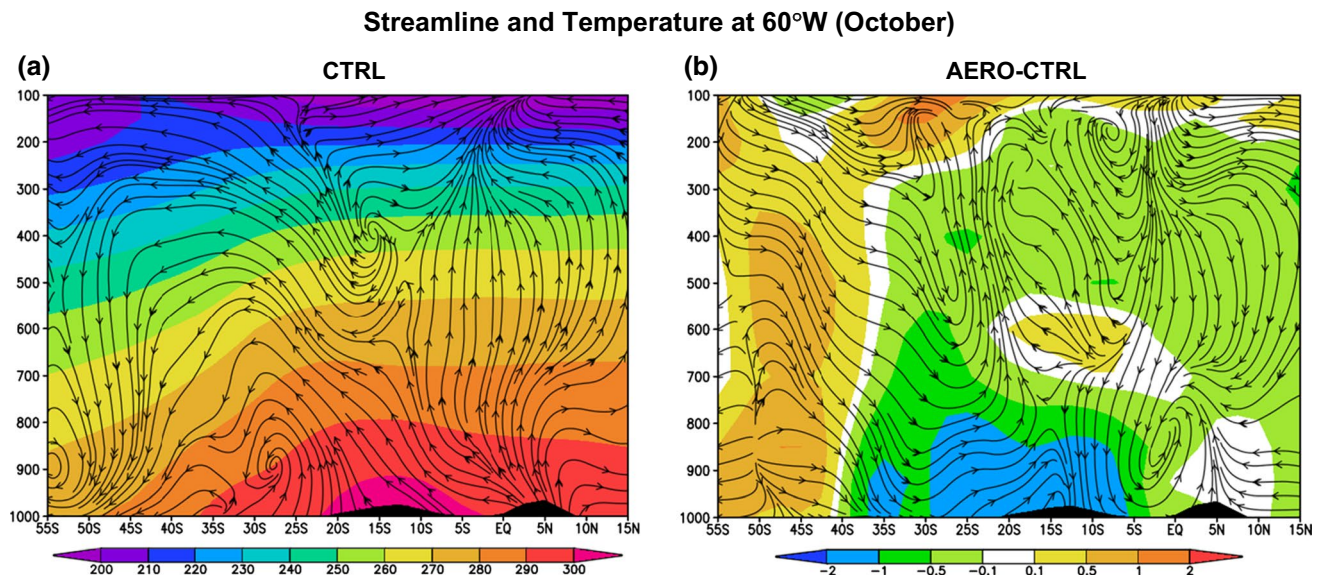 Streamline and Temperature at 60°W (October)
(a)
CTRL
100
200
300
400
500
600
700
800
900
1000
55S 50S 45S 40S 35S 30S 25S 20S 15S 10S 5S EQ 5N 10N 15N
200 210 220 230 240 250 260 270 280 290 300
(b)
AERO-CTRL
100
200
300
400
500
600
700
800
900
1000
55S 50S 45S 40S 35S 30S 25S 20S 15S 10S 5S EQ 5N 10N 15N
-2 -1 -0.5 -0.1 0.1 0.5 1 2